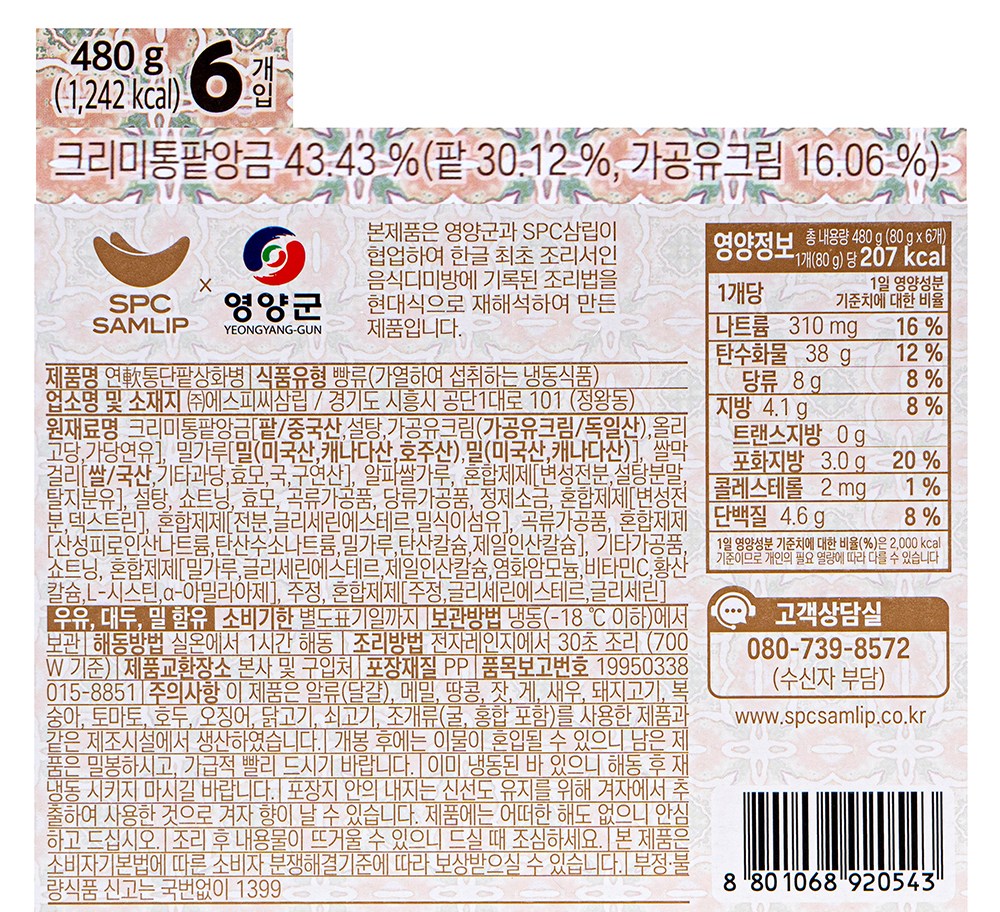 480 g
(1,242 kcal)
6
개
입
크리미통팥앙금 43.43 %(팥 30.12 %, 가공유크림 16.06 %)
SPC
SAMLIP
x
영양군
YEONGYANG-GUN
본제품은 영양군과 SPC삼립이
협업하여 한글 최초 조리서인
음식디미방에 기록된 조리법을
현대식으로 재해석하여 만든
제품입니다.
제품명 연軟통단팥상화병 | 식품유형 빵류(가열하여 섭취하는 냉동식품)
업소명 및 소재지 ㈜에스피씨삼립 / 경기도 시흥시 공단1대로 101 (정왕동)
원재료명 크리미통팥앙금[팥/중국산,설탕,가공유크림(가공유크림/독일산),올리
고당,가당연유], 밀가루[밀(미국산,캐나다산,호주산),밀(미국산,캐나다산)], 쌀막
걸리[쌀/국산,기타과당,효모,국,구연산], 알파쌀가루, 혼합제제[변성전분,설탕분말,
탈지분유], 설탕, 쇼트닝, 효모, 곡류가공품, 당류가공품, 정제소금, 혼합제제[변성전
분,덱스트린], 혼합제제[전분,글리세린에스테르,밀식이섬유], 곡류가공품, 혼합제제
[산성피로인산나트륨,탄산수소나트륨,밀가루,탄산칼슘,제일인산칼슘], 기타가공품,
쇼트닝, 혼합제제[밀가루,글리세린에스테르,제일인산칼슘,염화암모늄,비타민C,황산
칼슘,L-시스틴,α-아밀라아제], 주정, 혼합제제[주정,글리세린에스테르,글리세린]
우유, 대두, 밀 함유 | 소비기한 별도표기일까지 | 보관방법 냉동(-18 ℃ 이하)에서
보관 | 해동방법 실온에서 1시간 해동 | 조리방법 전자레인지에서 30초 조리 (700
W 기준) | 제품교환장소 본사 및 구입처 | 포장재질 PP | 품목보고번호 19950338
015-8851 | 주의사항 이 제품은 알류(달걀), 메밀, 땅콩, 잣, 게, 새우, 돼지고기, 복
숭아, 토마토, 호두, 오징어, 닭고기, 쇠고기, 조개류(굴, 홍합 포함)를 사용한 제품과
같은 제조시설에서 생산하였습니다. | 개봉 후에는 이물이 혼입될 수 있으니 남은 제
품은 밀봉하시고, 가급적 빨리 드시기 바랍니다. | 이미 냉동된 바 있으니 해동 후 재
냉동 시키지 마시길 바랍니다. | 포장지 안의 내지는 신선도 유지를 위해 겨자에서 추
출하여 사용한 것으로 겨자 향이 날 수 있습니다. 제품에는 어떠한 해도 없으니 안심
하고 드십시오. | 조리 후 내용물이 뜨거울 수 있으니 드실 때 조심하세요. | 본 제품은
소비자기본법에 따른 소비자 분쟁해결기준에 따라 보상받으실 수 있습니다. | 부정·불
량식품 신고는 국번없이 1399
영양정보
총 내용량 480 g (80 g x 6개)
1개(80 g) 당 207 kcal
1개당
1일 영양성분
기준치에 대한 비율
나트륨 310 mg 16 %
탄수화물 38 g 12 %
당류 8 g 8 %
지방 4.1 g 8 %
트랜스지방 0 g
포화지방 3.0 g 20 %
콜레스테롤 2 mg 1 %
단백질 4.6 g 8 %
1일 영양성분 기준치에 대한 비율(%)은 2,000 kcal
기준이므로 개인의 필요 열량에 따라 다를 수 있습니다
고객상담실
080-739-8572
(수신자 부담)
www.spcsamlip.co.kr
8 801068 920543